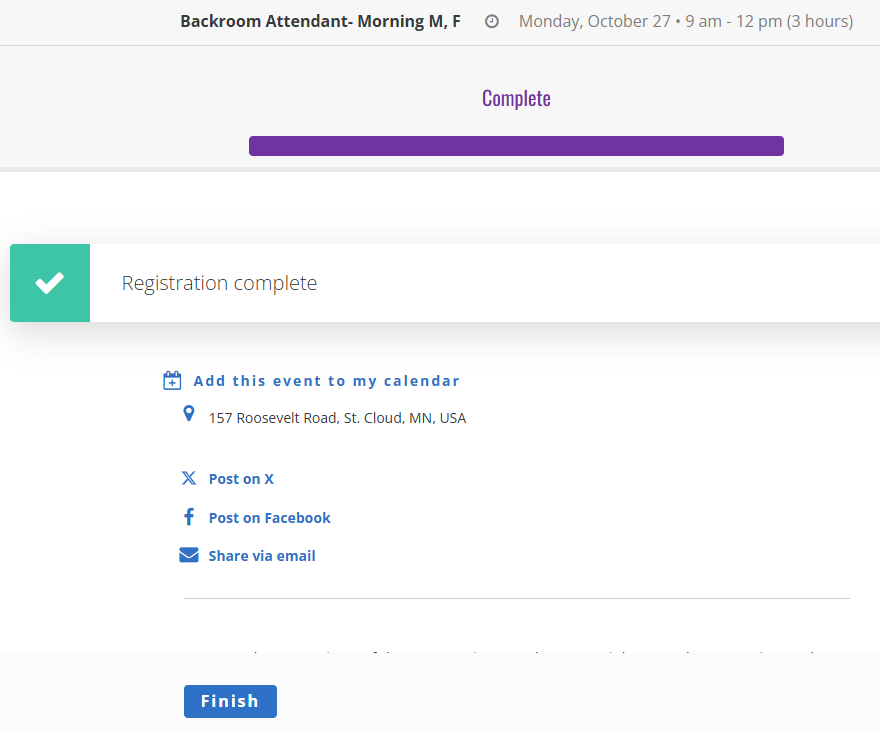 Backroom Attendant- Morning M, F Monday, October 27 • 9 am - 12 pm (3 hours)
Complete
Registration complete
Add this event to my calendar
157 Roosevelt Road, St. Cloud, MN, USA
Post on X
Post on Facebook
Share via email
Finish